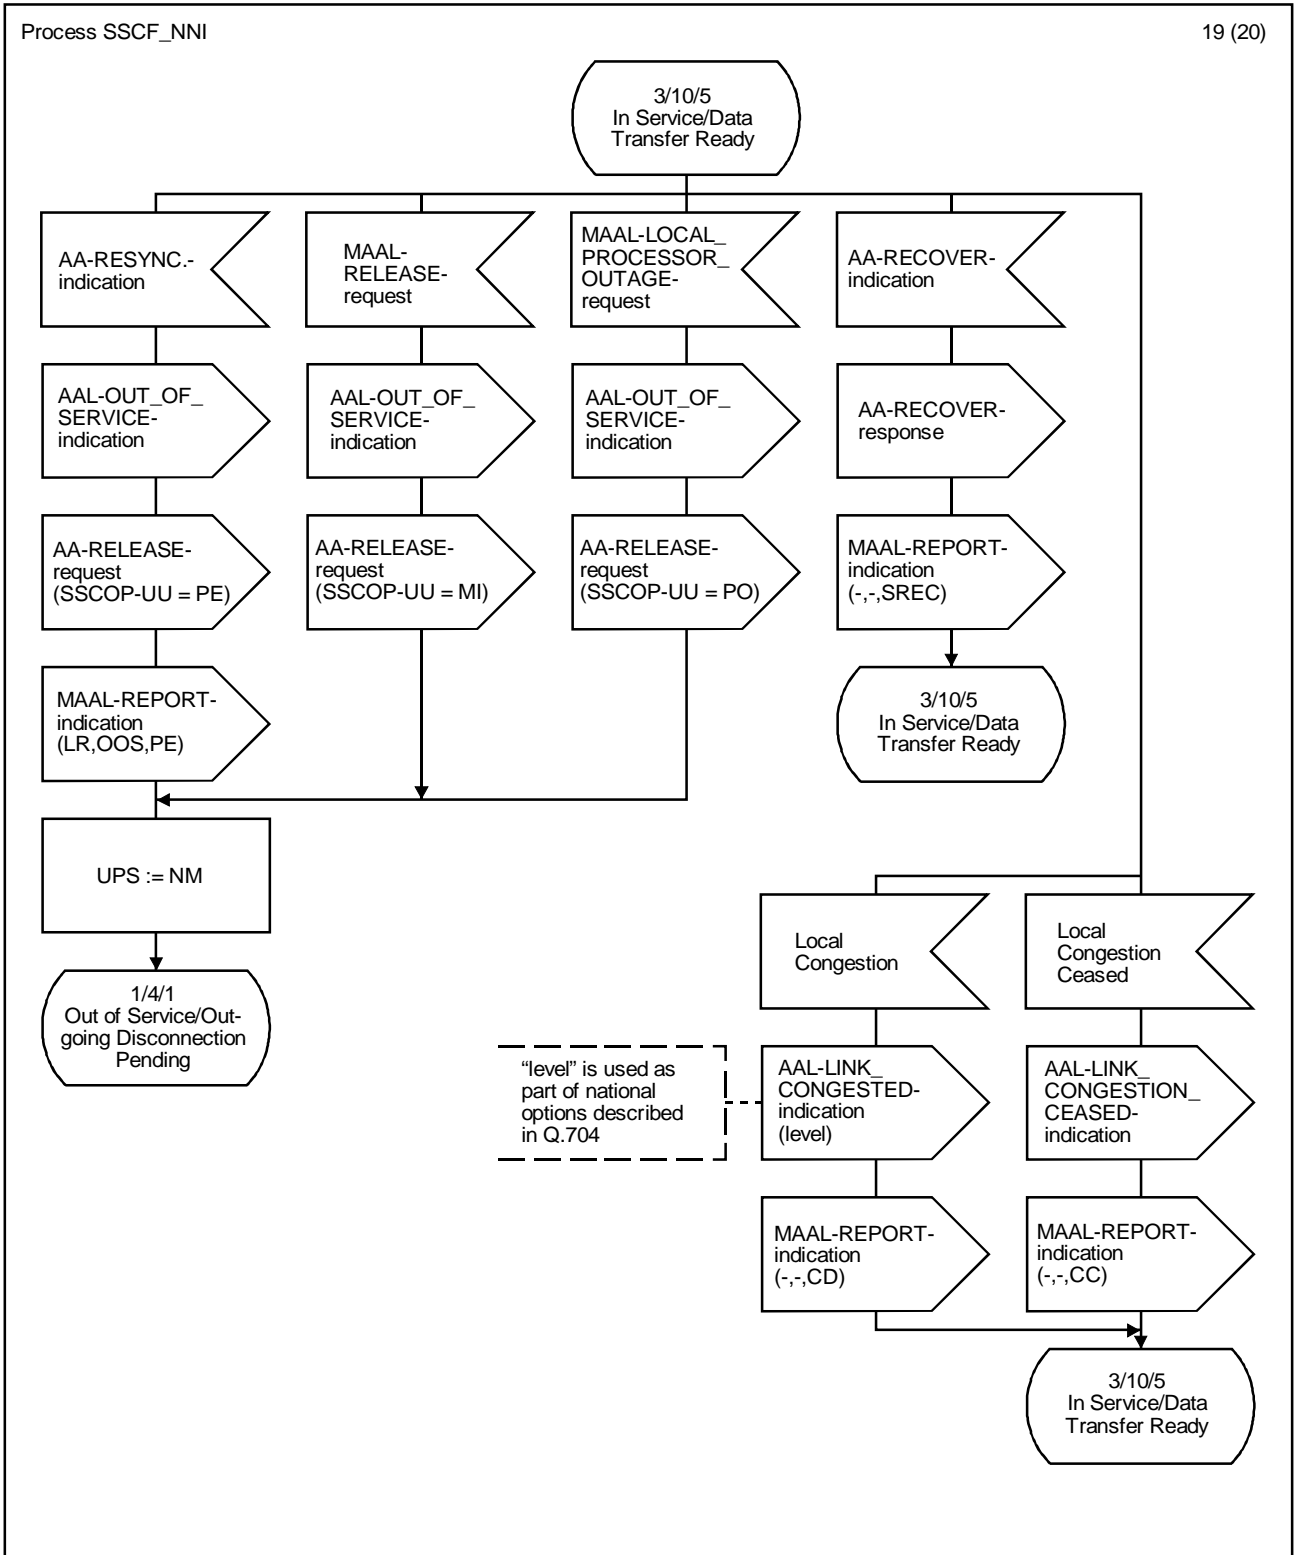 Process SSCF_NNI
19 (20)
3/10/5
In Service/Data
Transfer Ready
AA-RESYNC.-
indication
MAAL-
RELEASE-
request
MAAL-LOCAL_
PROCESSOR_
OUTAGE-
request
AA-RECOVER-
indication
AAL-OUT_OF_
SERVICE-
indication
AAL-OUT_OF_
SERVICE-
indication
AAL-OUT_OF_
SERVICE-
indication
AA-RECOVER-
response
AA-RELEASE-
request
(SSCOP-UU = PE)
AA-RELEASE-
request
(SSCOP-UU = MI)
AA-RELEASE-
request
(SSCOP-UU = PO)
MAAL-REPORT-
indication
(-,-,SREC)
MAAL-REPORT-
indication
(LR,OOS,PE)
3/10/5
In Service/Data
Transfer Ready
UPS := NM
Local
Congestion
Local
Congestion
Ceased
1/4/1
Out of Service/Out-
going Disconnection
Pending
“level” is used as
part of national
options described
in Q.704
AAL-LINK_
CONGESTED-
indication
(level)
AAL-LINK_
CONGESTION_
CEASED-
indication
MAAL-REPORT-
indication
(-,-,CD)
MAAL-REPORT-
indication
(-,-,CC)
3/10/5
In Service/Data
Transfer Ready